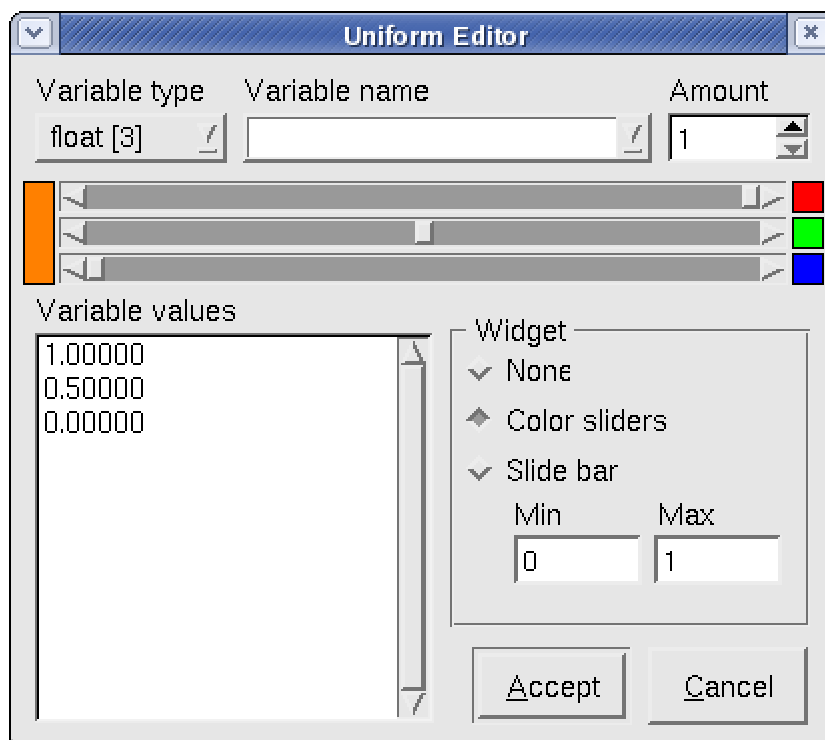 Uniform Editor
Variable type Variable name Amount
float [3] 1
Variable values
1.00000
0.50000
0.00000
Widget
None
Color sliders
Slide bar
Min Max
0 1
Accept Cancel